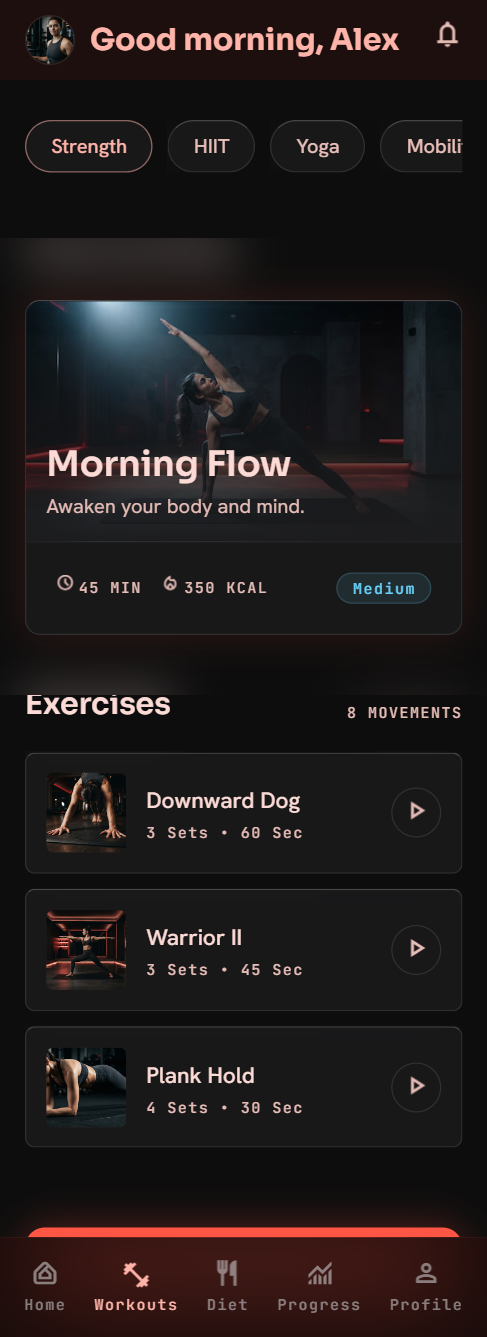 Good morning, Alex
Strength
HIIT
Yoga
Mobili
Morning Flow
Awaken your body and mind.
45 MIN
350 KCAL
Medium
Exercises
8 MOVEMENTS
Downward Dog
3 Sets • 60 Sec
Warrior II
3 Sets • 45 Sec
Plank Hold
4 Sets • 30 Sec
Home
Workouts
Diet
Progress
Profile